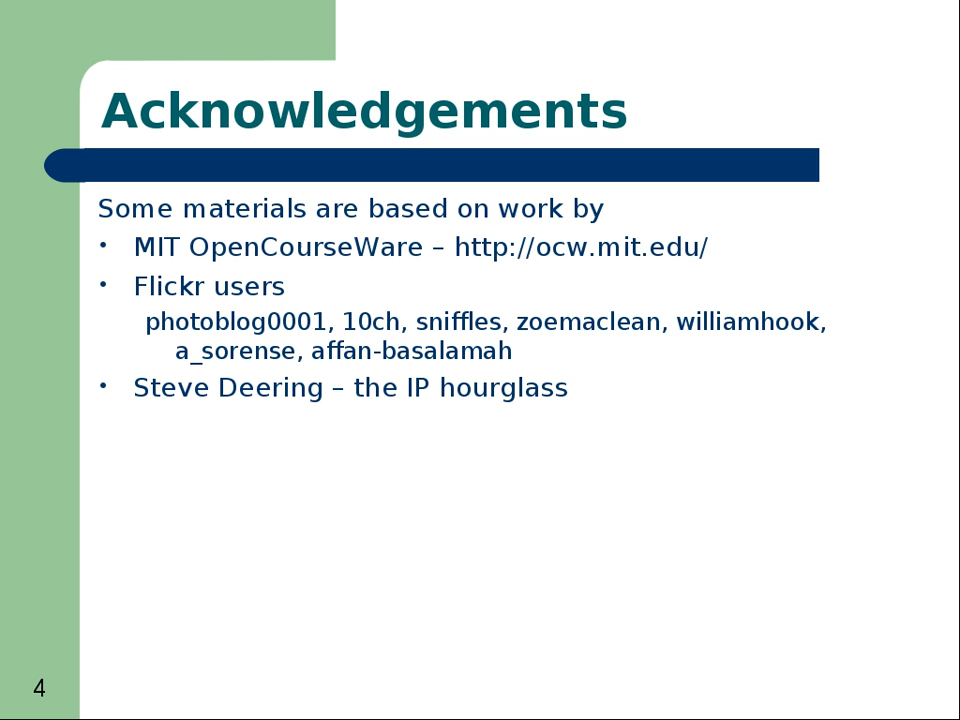 Acknowledgements
Some materials are based on work by
• MIT OpenCourseWare – http://ocw.mit.edu/
• Flickr users
photoblog0001, 10ch, sniffles, zoemaclean, williamhook,
a_sorense, affan-basalamah
• Steve Deering – the IP hourglass
4